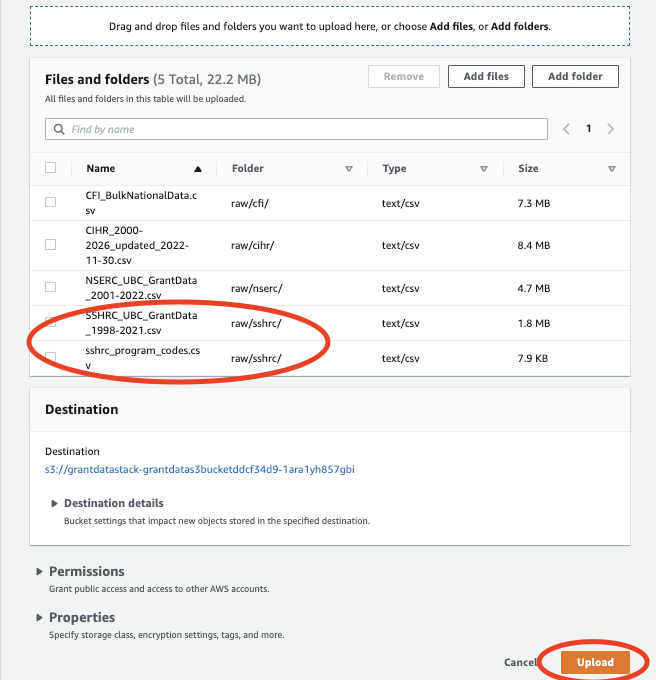 Drag and drop files and folders you want to upload here, or choose Add files, or Add folders.
Files and folders (5 Total, 22.2 MB)
Remove
Add files
Add folder
All files and folders in this table will be uploaded.
Find by name
1
Name
Folder
Type
Size
CFI_BulkNationalData.c
sv
raw/cfi/
text/csv
7.3 MB
CIHR_2000-
2026_updated_2022-
11-30.csv
raw/cihr/
text/csv
8.4 MB
NSERC_UBC_GrantData
_2001-2022.csv
raw/nserc/
text/csv
4.7 MB
SSHRC_UBC_GrantData
_1998-2021.csv
raw/sshrc/
text/csv
1.8 MB
sshrc_program_codes.cs
v
raw/sshrc/
text/csv
7.9 KB
Destination
Destination
s3://grantdatastack-grantdatas3bucketddcf34d9-1ara1yh857gbi
Destination details
Bucket settings that impact new objects stored in the specified destination.
Permissions
Grant public access and access to other AWS accounts.
Properties
Specify storage class, encryption settings, tags, and more.
Cancel
Upload